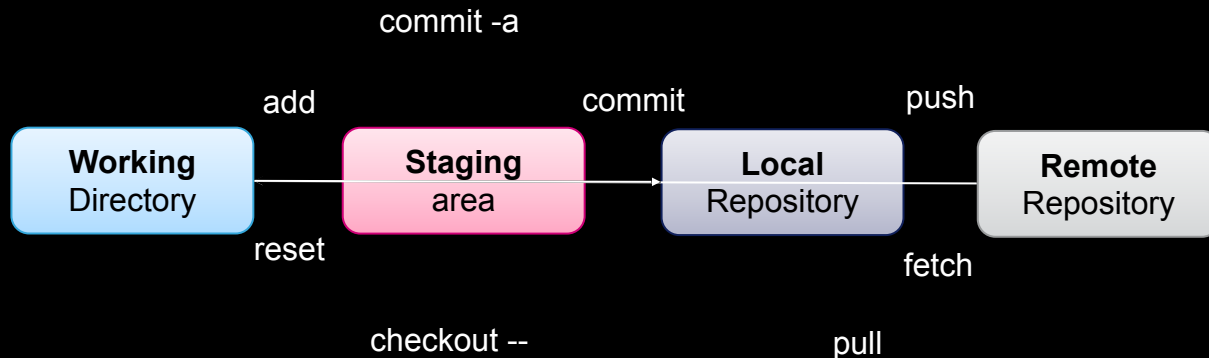 commit -a
add
commit
push
Working
Directory
Staging
area
Local
Repository
Remote
Repository
reset
fetch
checkout --
pull